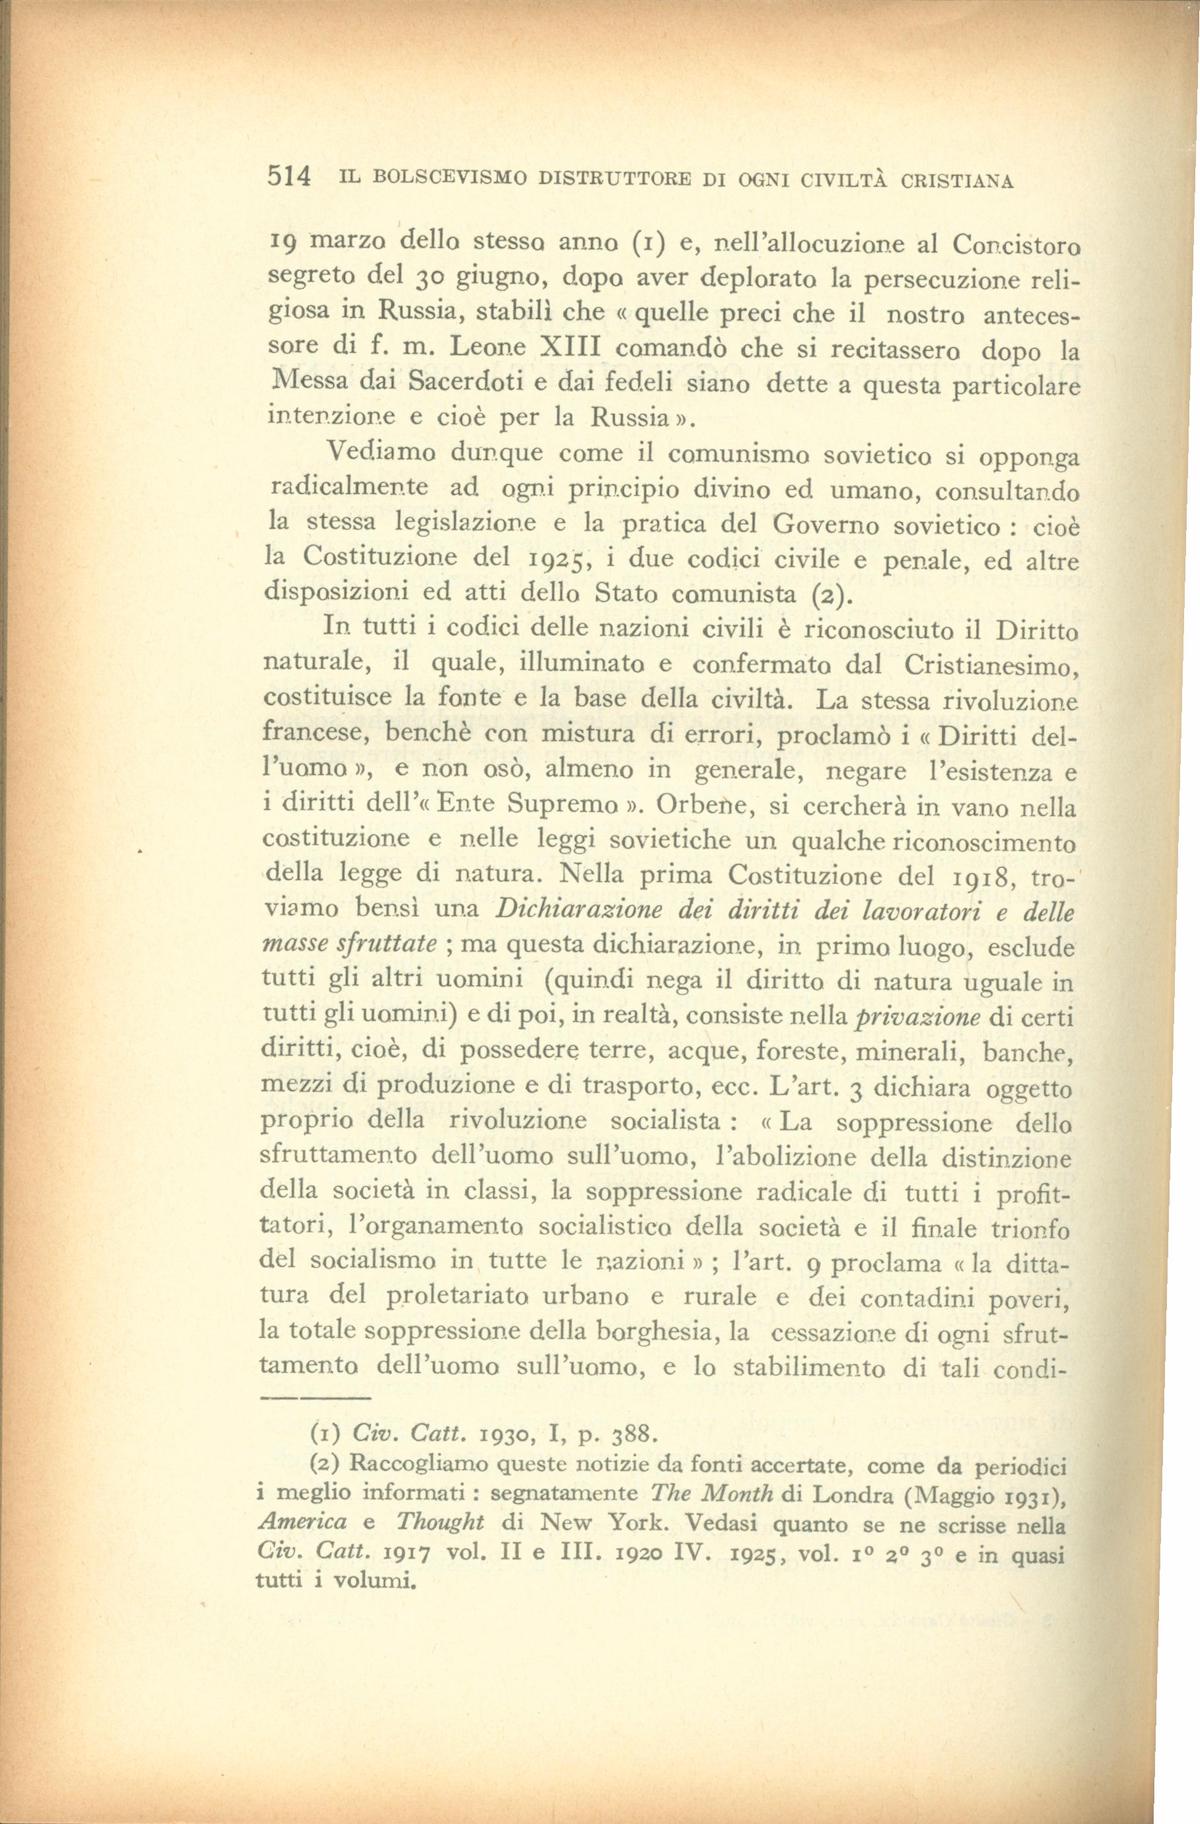 514 IL BOLSCEVISMO DISTRUTTORE DI OGNI CIVILTÀ CRISTIANA
19 marzo dello stesso anno (1) e, nell'allocuzione al Concistoro
segreto del 30 giugno, dopo aver deplorato la persecuzione reli-
giosa in Russia, stabilì che « quelle preci che il nostro anteces-
sore di f. m. Leone XIII comandò che si recitassero dopo la
Messa dai Sacerdoti e dai fedeli siano dette a questa particolare
intenzione e cioè per la Russia ».
Vediamo dunque come il comunismo sovietico si opponga
radicalmente ad ogni principio divino ed umano, consultando
la stessa legislazione e la pratica del Governo sovietico : cioè
la Costituzione del 1925, i due codici civile e penale, ed altre
disposizioni ed atti dello Stato comunista (2).
In tutti i codici delle nazioni civili è riconosciuto il Diritto
naturale, il quale, illuminato e confermato dal Cristianesimo,
costituisce la fonte e la base della civiltà. La stessa rivoluzione
francese, benchè con mistura di errori, proclamò i « Diritti del-
l'uomo », e non osò, almeno in generale, negare l'esistenza e
i diritti dell'« Ente Supremo ». Orbene, si cercherà in vano nella
costituzione e nelle leggi sovietiche un qualche riconoscimento
della legge di natura. Nella prima Costituzione del 1918, tro-
viamo bensì una Dichiarazione dei diritti dei lavoratori e delle
masse sfruttate ; ma questa dichiarazione, in primo luogo, esclude
tutti gli altri uomini (quindi nega il diritto di natura uguale in
tutti gli uomini) e di poi, in realtà, consiste nella privazione di certi
diritti, cioè, di possedere terre, acque, foreste, minerali, banche,
mezzi di produzione e di trasporto, ecc. L'art. 3 dichiara oggetto
proprio della rivoluzione socialista : « La soppressione dello
sfruttamento dell'uomo sull'uomo, l'abolizione della distinzione
della società in classi, la soppressione radicale di tutti i profit-
tatori, l'organamento socialistico della società e il finale trionfo
del socialismo in tutte le nazioni » ; l'art. 9 proclama « la ditta-
tura del proletariato urbano e rurale e dei contadini poveri,
la totale soppressione della borghesia, la cessazione di ogni sfrut-
tamento dell'uomo sull'uomo, e lo stabilimento di tali condi-
(1) Civ. Catt. 1930, I, p. 388.
(2) Raccogliamo queste notizie da fonti accertate, come da periodici
i meglio informati : segnatamente The Month di Londra (Maggio 1931),
America e Thought di New York. Vedasi quanto se ne scrisse nella
Civ. Catt. 1917 vol. II e III. 1920 IV. 1925, vol. 1º 2º 3º e in quasi
tutti i volumi.